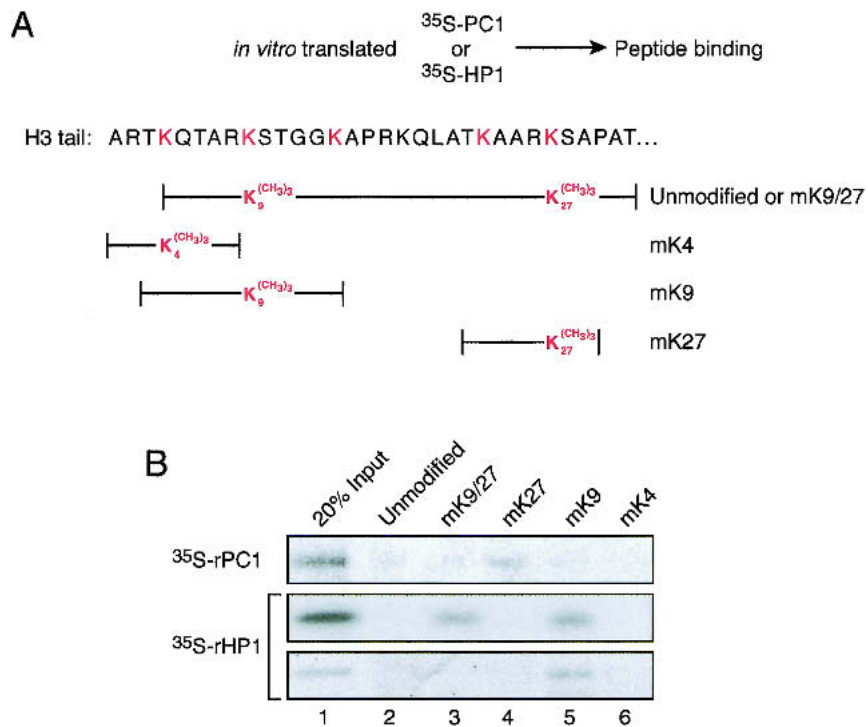 A
in vitro translated ³⁵S-PC1 or ³⁵S-HP1 Peptide binding
H3 tail: ARTKQTARKSTGGKAPRKQLATKAARKSAPAT...
K₉(CH₃)₃ K₂₇(CH₃)₃ Unmodified or mK9/27
K₄(CH₃)₃ mK4
K₉(CH₃)₃ mK9
K₂₇(CH₃)₃ mK27
B
20% Input Unmodified mK9/27 mK27 mK9 mK4
³⁵S-rPC1
³⁵S-rHP1
1 2 3 4 5 6